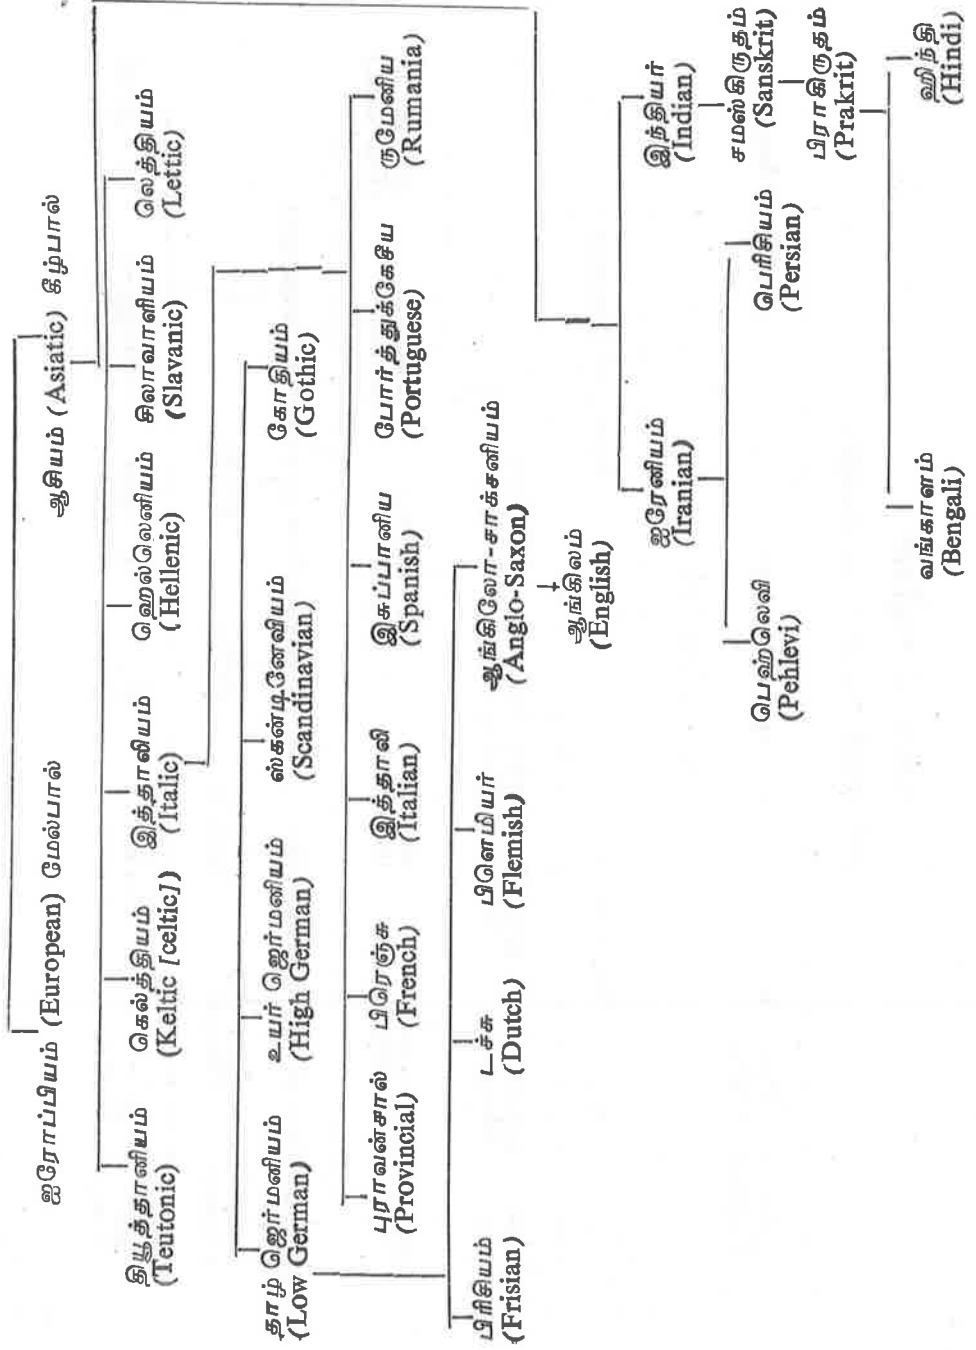 ஐரோப்பியம் (European) மேல்பால்
ஆசியம் (Asiatic) கீழ்பால்
தியூத்தானியம்
(Teutonic)
கெல்த்தியம்
(Keltic [celtic])
இத்தாலியம்
(Italic)
ஹெல்லெனியம்
(Hellenic)
சிலாவாளியம்
(Slavanic)
லெத்தியம்
(Lettic)
தாழ் ஜெர்மனியம்
(Low German)
உயர் ஜெர்மனியம்
(High German)
ஸ்கண்டினேவியம்
(Scandinavian)
கோதியம்
(Gothic)
புராவன்சால்
(Provincial)
பிரெஞ்சு
(French)
இத்தாலி
(Italian)
இசுப்பானிய
(Spanish)
போர்த்துக்கேசீய
(Portuguese)
ருமேனிய
(Rumania)
பிரிசியம்
(Frisian)
டச்சு
(Dutch)
பிளெமியர்
(Flemish)
ஆங்கிலோ-சாக்சனியம்
(Anglo-Saxon)
ஆங்கிலம்
(English)
ஐரேனியம்
(Iranian)
இந்தியர்
(Indian)
சமஸ்கிருதம்
(Sanskrit)
பெஹ்லெவி
(Pehlevi)
பெரிசியம்
(Persian)
பிராகிருதம்
(Prakrit)
வங்காளம்
(Bengali)
ஹிந்தி
(Hindi)